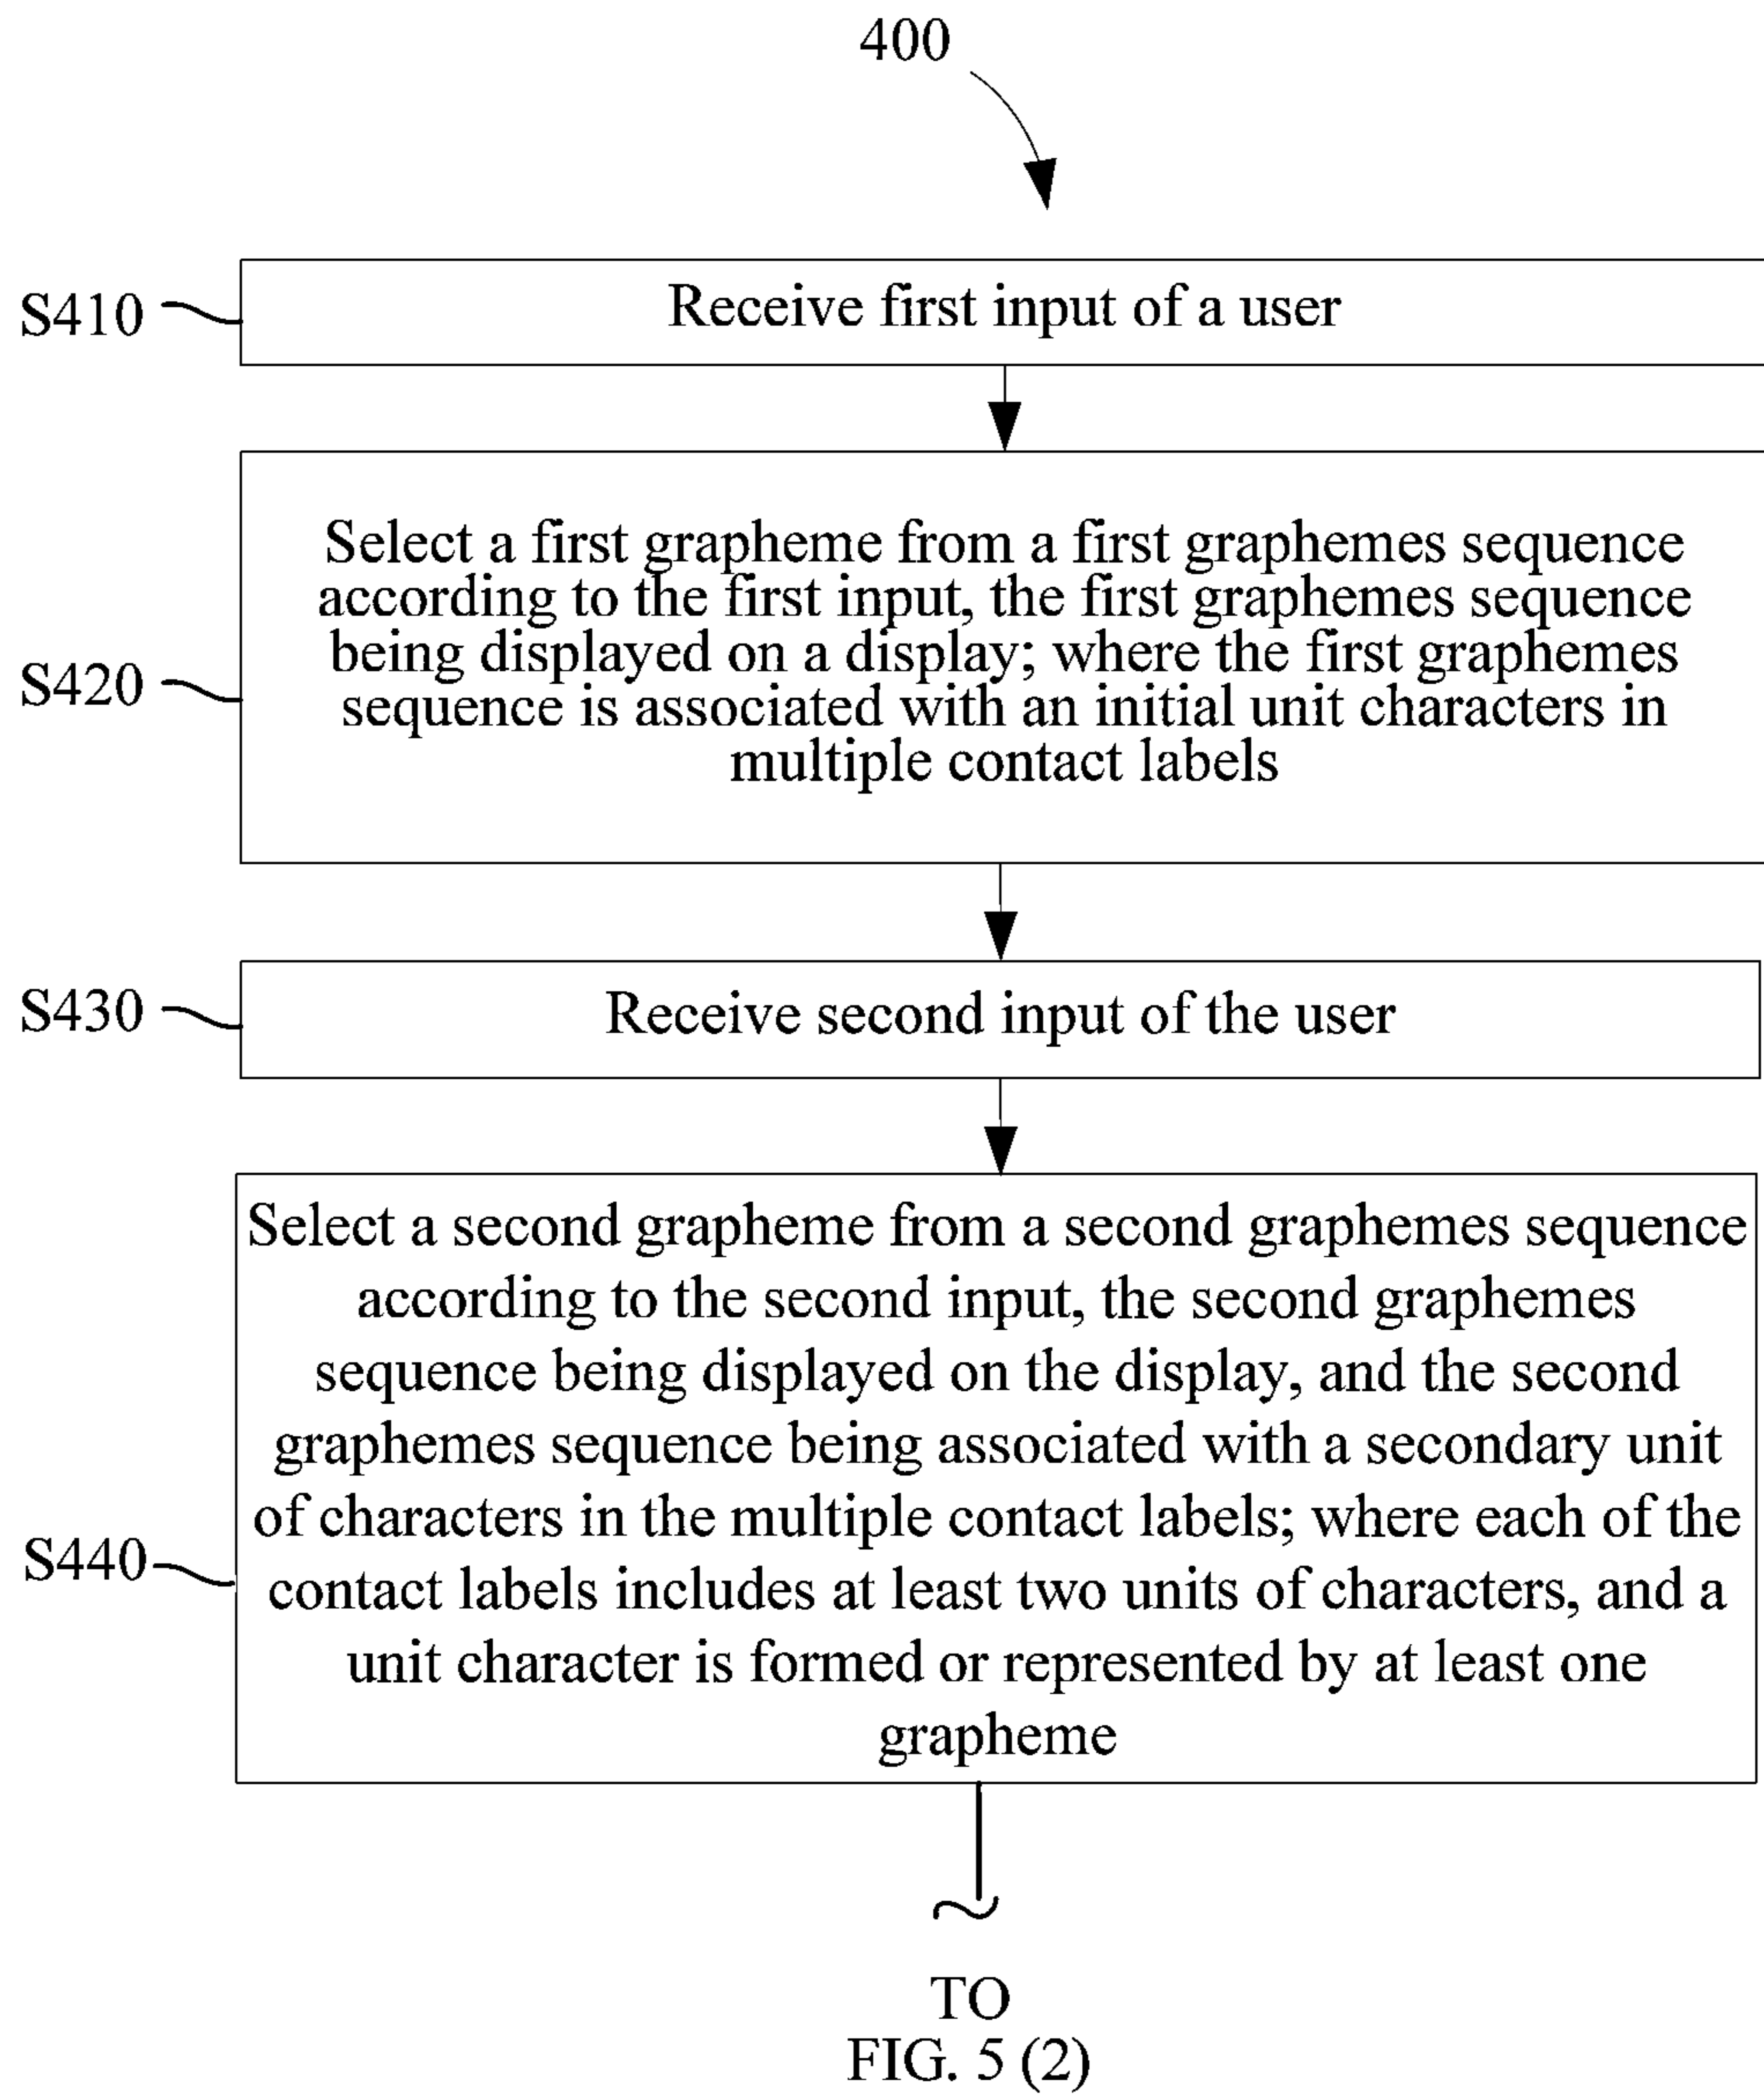 400
S410
Receive first input of a user
S420
Select a first grapheme from a first graphemes sequence
according to the first input, the first graphemes sequence
being displayed on a display; where the first graphemes
sequence is associated with an initial unit characters in
multiple contact labels
S430
Receive second input of the user
S440
Select a second grapheme from a second graphemes sequence
according to the second input, the second graphemes
sequence being displayed on the display, and the second
graphemes sequence being associated with a secondary unit
of characters in the multiple contact labels; where each of the
contact labels includes at least two units of characters, and a
unit character is formed or represented by at least one
grapheme
TO
FIG. 5 (2)